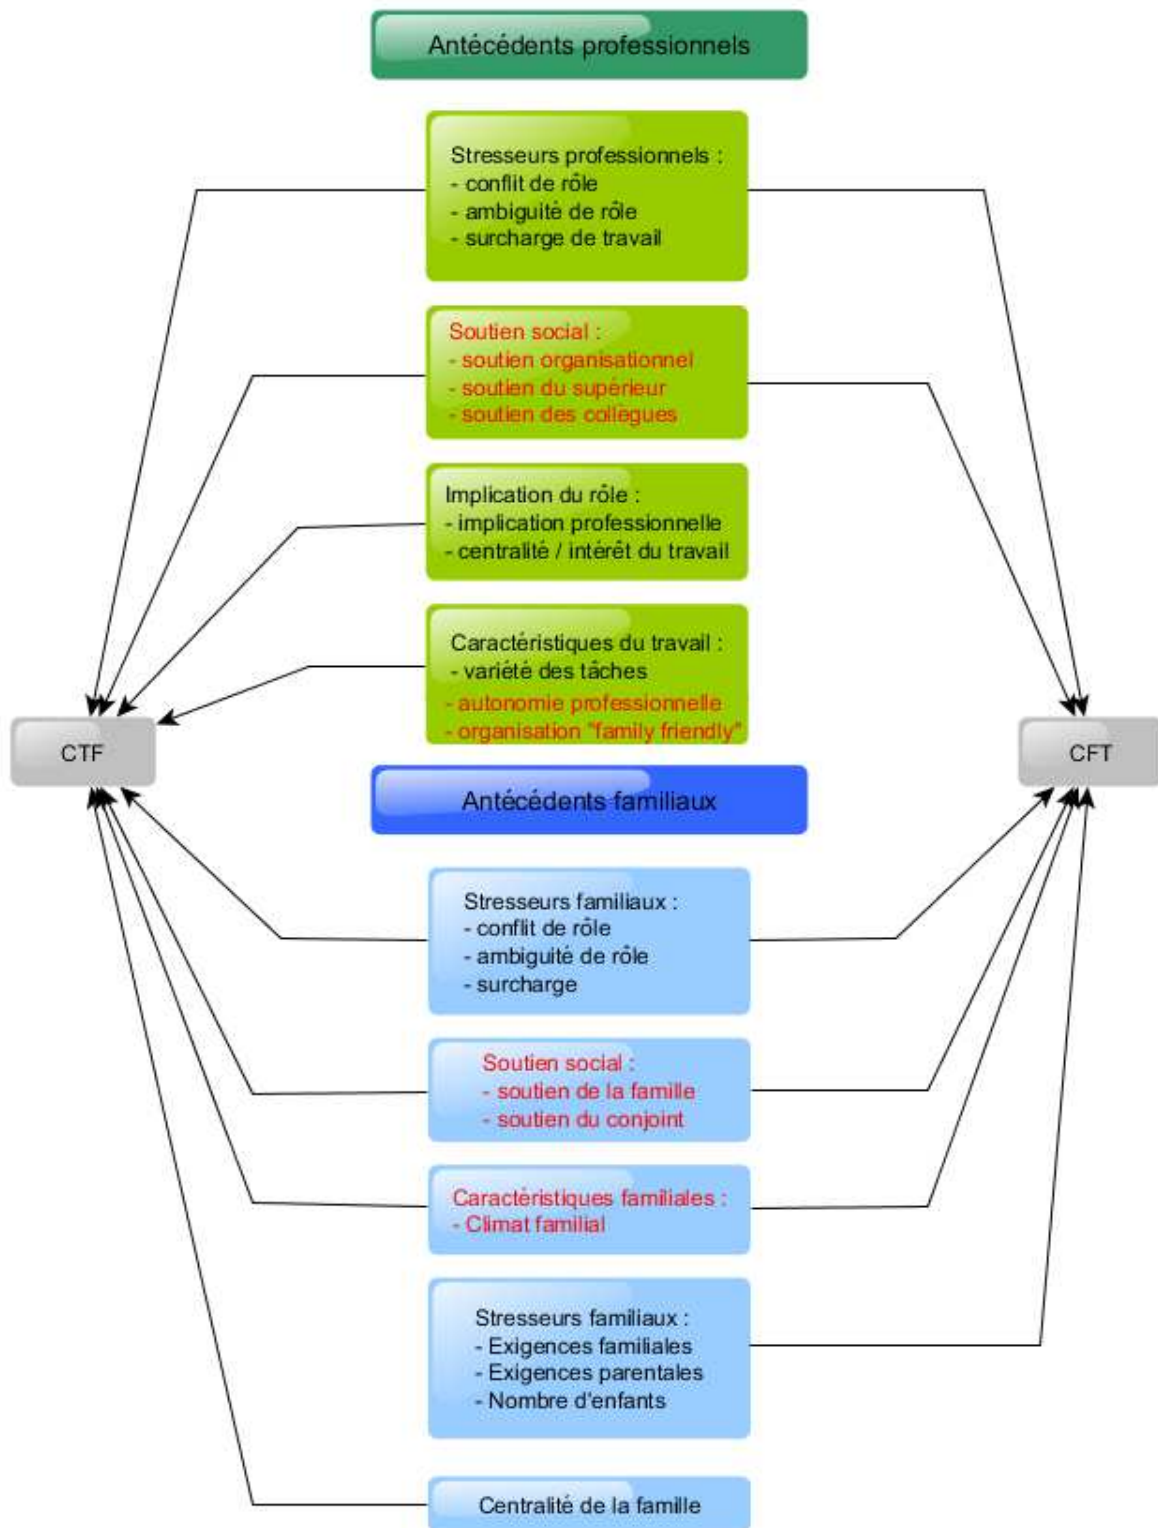 Antécédents professionnels
Stresseurs professionnels :
- conflit de rôle
- ambiguité de rôle
- surcharge de travail
Soutien social :
- soutien organisationnel
- soutien du supérieur
- soutien des collègues
Implication du rôle :
- implication professionnelle
- centralité / intérêt du travail
Caractéristiques du travail :
- variété des tâches
- autonomie professionnelle
- organisation "family friendly"
CTF
CFT
Antécédents familiaux
Stresseurs familiaux :
- conflit de rôle
- ambiguité de rôle
- surcharge
Soutien social :
- soutien de la famille
- soutien du conjoint
Caractéristiques familiales :
- Climat familial
Stresseurs familiaux :
- Exigences familiales
- Exigences parentales
- Nombre d'enfants
Centralité de la famille